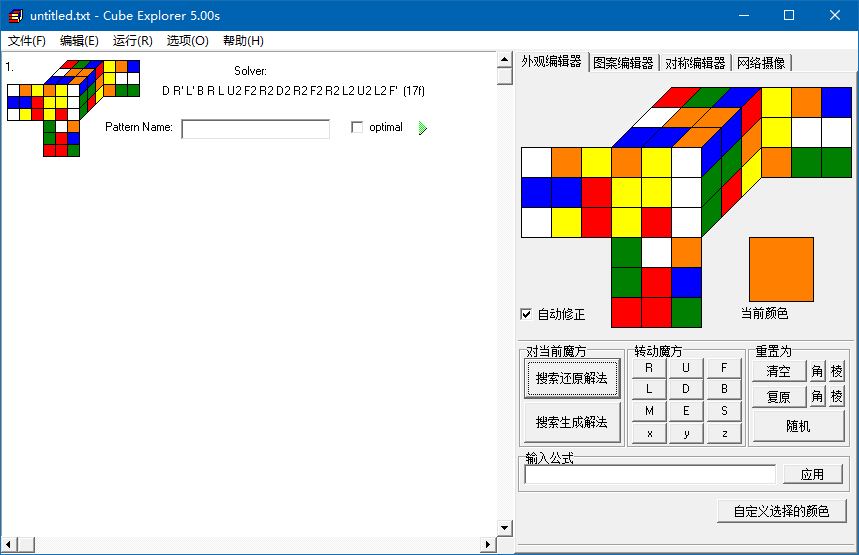 untitled.txt - Cube Explorer 5.00s
文件(F) 编辑(E) 运行(R) 选项(O) 帮助(H)
1.
Solver:
D R' L' B R L U2 F2 R2 D2 R2 F2 R2 L2 U2 L2 F' (17f)
Pattern Name: optimal
外观编辑器 图案编辑器 对称编辑器 网络摄像
自动修正 当前颜色
对当前魔方 转动魔方 重置为
搜索还原解法 R U F 清空 角 棱
L D B 复原 角 棱
搜索生成解法 M E S 随机
x y z
输入公式
应用
自定义选择的颜色